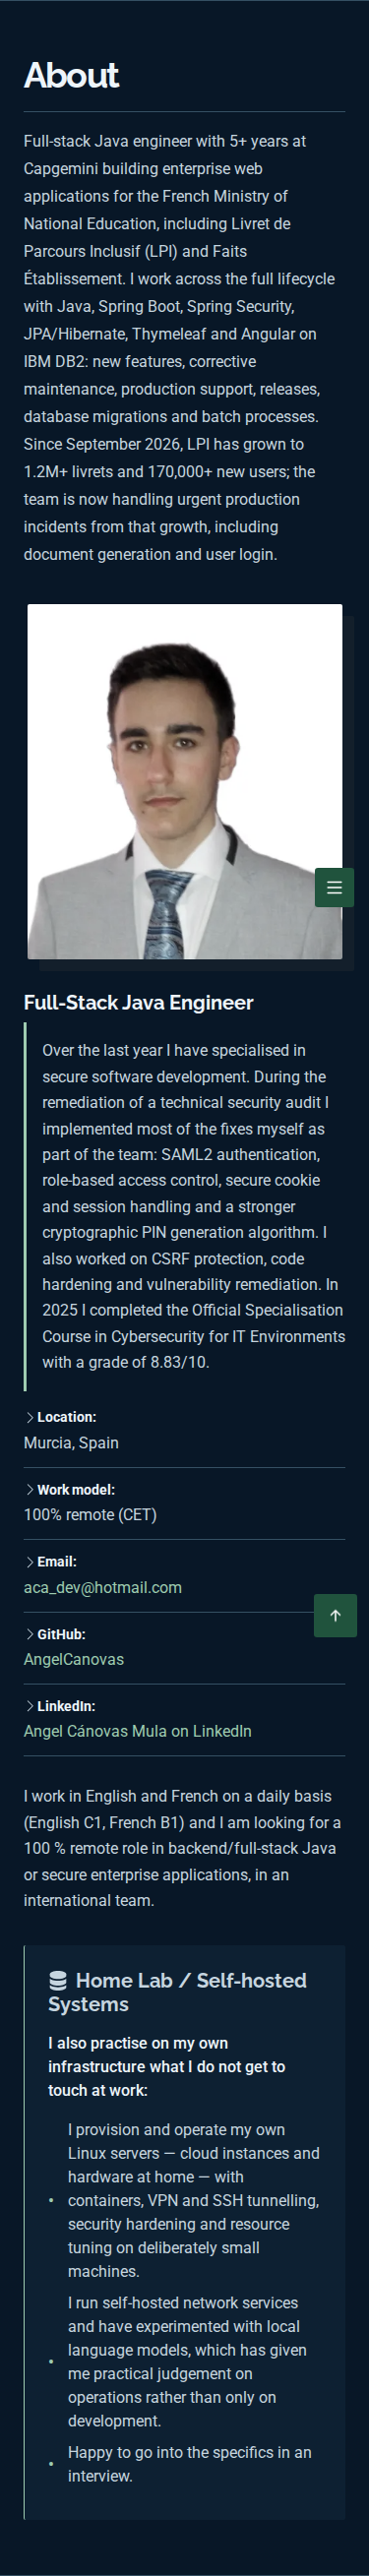 About
Full-stack Java engineer with 5+ years at
Capgemini building enterprise web
applications for the French Ministry of
National Education, including Livret de
Parcours Inclusif (LPI) and Faits
Établissement. I work across the full lifecycle
with Java, Spring Boot, Spring Security,
JPA/Hibernate, Thymeleaf and Angular on
IBM DB2: new features, corrective
maintenance, production support, releases,
database migrations and batch processes.
Since September 2026, LPI has grown to
1.2M+ livrets and 170,000+ new users; the
team is now handling urgent production
incidents from that growth, including
document generation and user login.
Full-Stack Java Engineer
Over the last year I have specialised in
secure software development. During the
remediation of a technical security audit I
implemented most of the fixes myself as
part of the team: SAML2 authentication,
role-based access control, secure cookie
and session handling and a stronger
cryptographic PIN generation algorithm. I
also worked on CSRF protection, code
hardening and vulnerability remediation. In
2025 I completed the Official Specialisation
Course in Cybersecurity for IT Environments
with a grade of 8.83/10.
Location:
Murcia, Spain
Work model:
100% remote (CET)
Email:
aca_dev@hotmail.com
GitHub:
AngelCanovas
LinkedIn:
Angel Cánovas Mula on LinkedIn
I work in English and French on a daily basis
(English C1, French B1) and I am looking for a
100 % remote role in backend/full-stack Java
or secure enterprise applications, in an
international team.
Home Lab / Self-hosted
Systems
I also practise on my own
infrastructure what I do not get to
touch at work:
• I provision and operate my own
Linux servers — cloud instances and
hardware at home — with
containers, VPN and SSH tunnelling,
security hardening and resource
tuning on deliberately small
machines.
• I run self-hosted network services
and have experimented with local
language models, which has given
me practical judgement on
operations rather than only on
development.
• Happy to go into the specifics in an
interview.